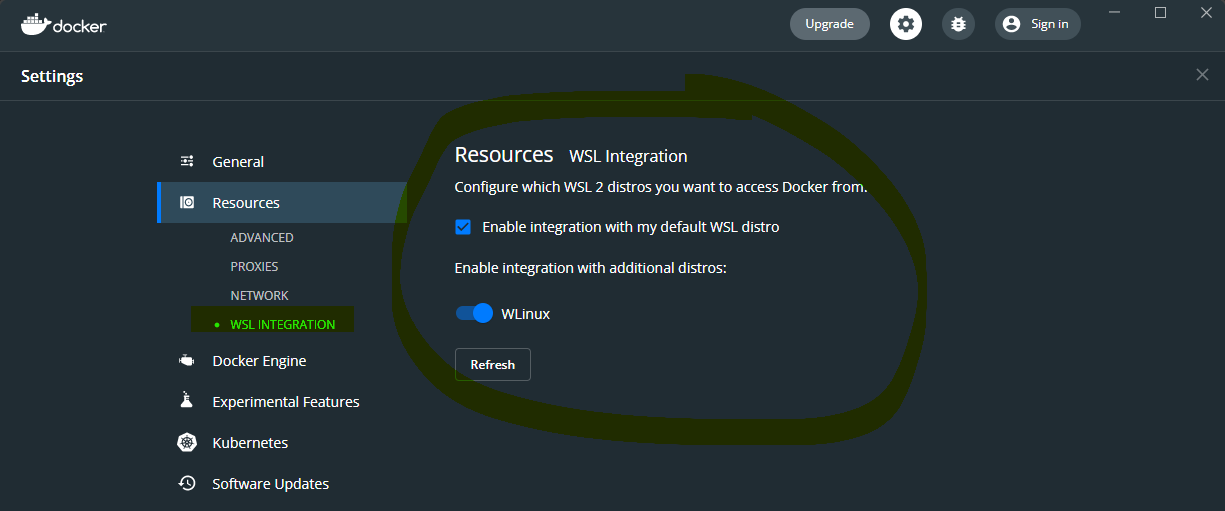 docker
Upgrade
Sign in
Settings
General
Resources
ADVANCED
PROXIES
NETWORK
WSL INTEGRATION
Docker Engine
Experimental Features
Kubernetes
Software Updates
Resources WSL Integration
Configure which WSL 2 distros you want to access Docker from.
Enable integration with my default WSL distro
Enable integration with additional distros:
WLinux
Refresh